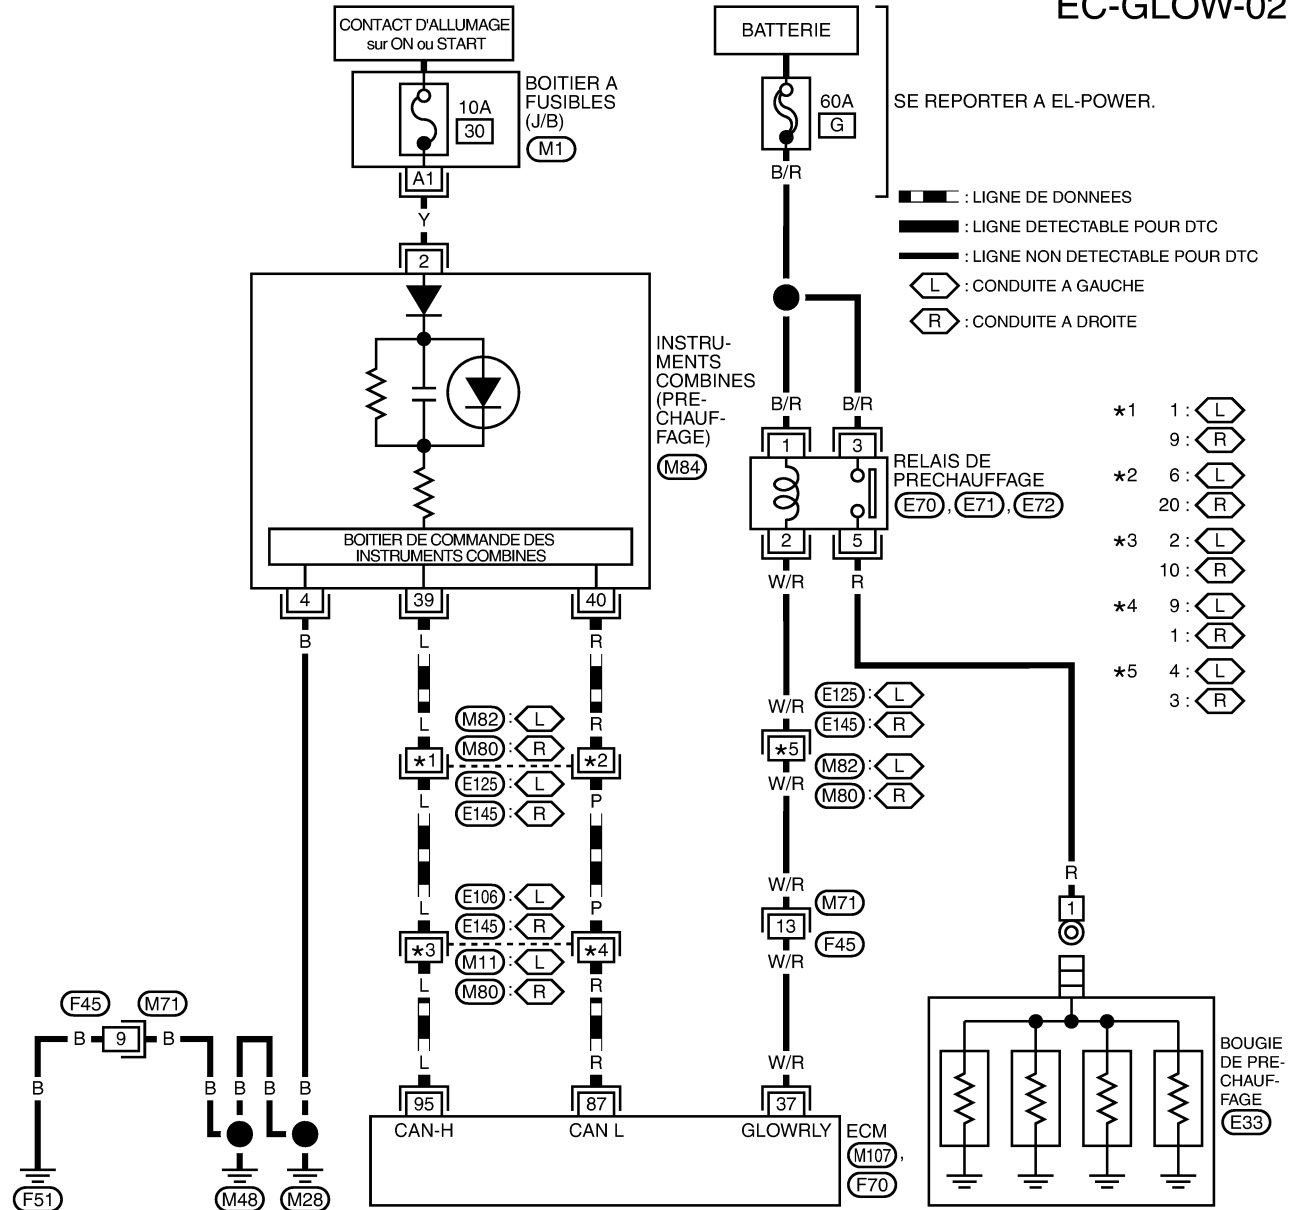 EC-GLOW-02
CONTACT D'ALLUMAGE
sur ON ou START
BATTERIE
BOITIER A
FUSIBLES
(J/B)
M1
10A
30
A1
Y
2
60A
G
B/R
SE REPORTER A EL-POWER.
: LIGNE DE DONNEES
: LIGNE DETECTABLE POUR DTC
: LIGNE NON DETECTABLE POUR DTC
L : CONDUITE A GAUCHE
R : CONDUITE A DROITE
INSTRU-
MENTS
COMBINES
(PRE-
CHAUF-
FAGE)
M84
BOITIER DE COMMANDE DES
INSTRUMENTS COMBINES
4
39
40
B
L
R
B/R
B/R
1
3
RELAIS DE
PRECHAUFFAGE
E70 , E71 , E72
2
5
W/R
R
★1 1 : L
9 : R
★2 6 : L
20 : R
★3 2 : L
10 : R
★4 9 : L
1 : R
★5 4 : L
3 : R
L
R
M82 : L
M80 : R
★1
★2
E125 : L
E145 : R
L
P
W/R
E125 : L
E145 : R
★5
M82 : L
M80 : R
W/R
L
P
E106 : L
E145 : R
★3
★4
M11 : L
M80 : R
L
R
W/R
M71
13
F45
W/R
R
1
F45
M71
B
9
B
B
B
B
B
B
F51
M48
M28
L
R
W/R
95
87
37
CAN-H
CAN L
GLOWRLY
ECM
M107 ,
F70
BOUGIE
DE PRE-
CHAUF-
FAGE
E33